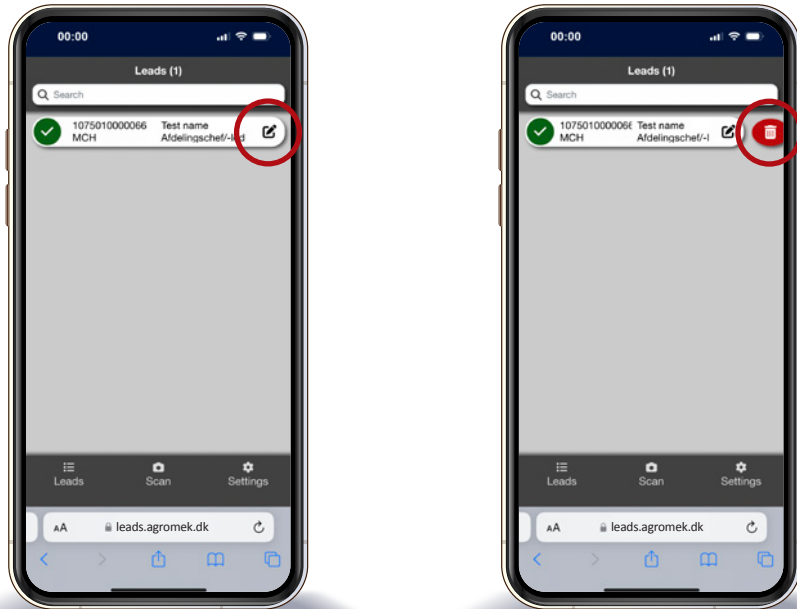 00:00
Leads (1)
Search
1075010000066 Test name
MCH Afdelingschef/-led
Leads Scan Settings
AA leads.agromek.dk
00:00
Leads (1)
Search
1075010000066 Test name
MCH Afdelingschef/-l
Leads Scan Settings
AA leads.agromek.dk